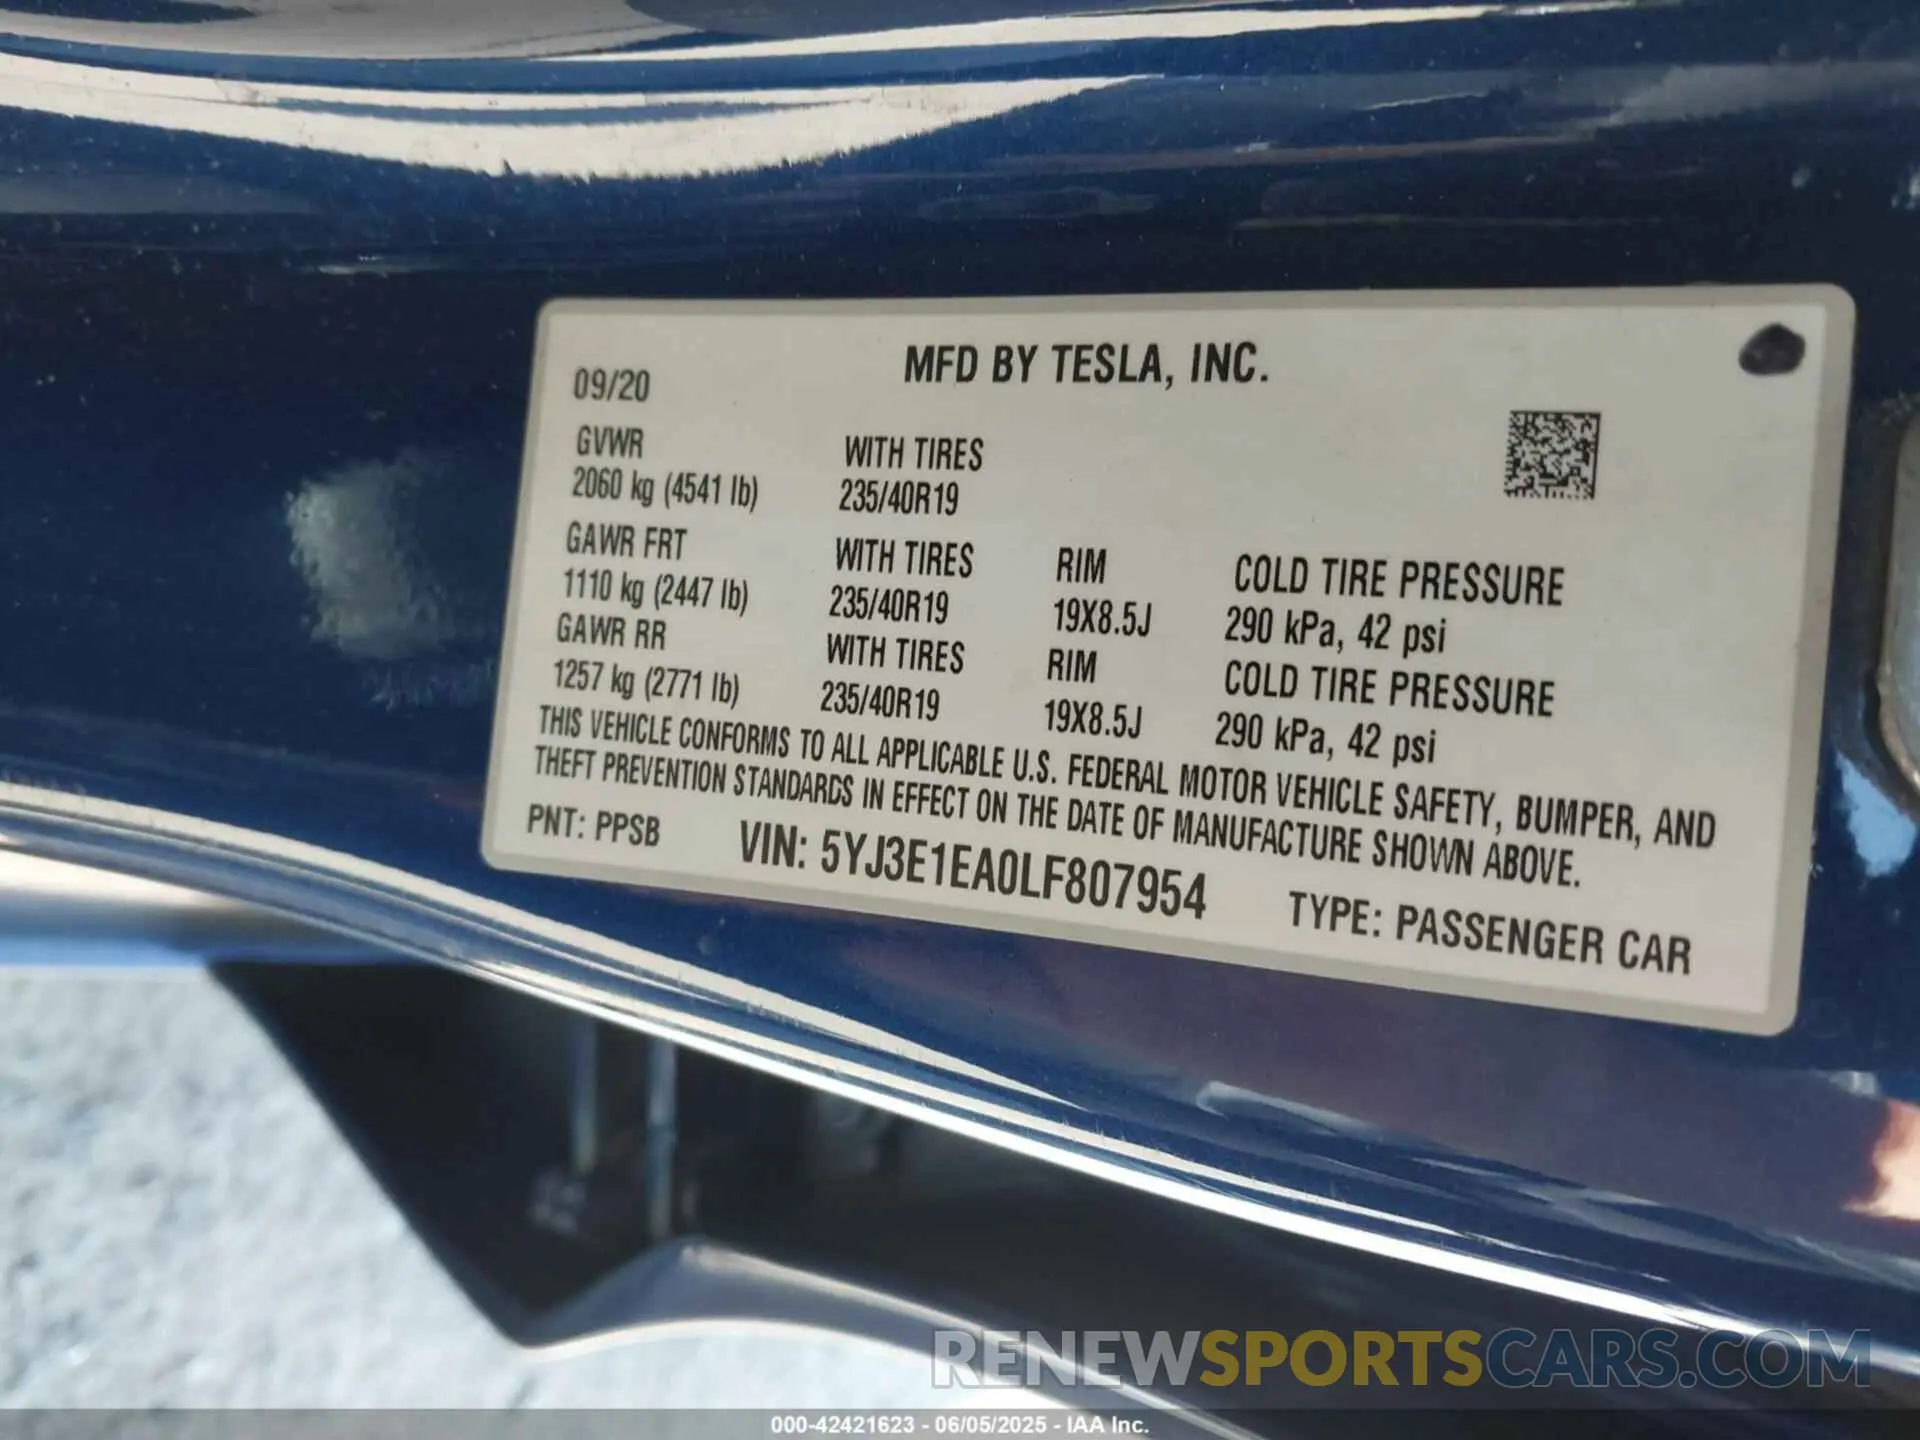 MFD BY TESLA, INC.
09/20
GVWR WITH TIRES
2060 kg (4541 lb) 235/40R19
GAWR FRT WITH TIRES RIM COLD TIRE PRESSURE
1110 kg (2447 lb) 235/40R19 19X8.5J 290 kPa, 42 psi
GAWR RR WITH TIRES RIM COLD TIRE PRESSURE
1257 kg (2771 lb) 235/40R19 19X8.5J 290 kPa, 42 psi
THIS VEHICLE CONFORMS TO ALL APPLICABLE U.S. FEDERAL MOTOR VEHICLE SAFETY, BUMPER, AND
THEFT PREVENTION STANDARDS IN EFFECT ON THE DATE OF MANUFACTURE SHOWN ABOVE.
PNT: PPSB VIN: 5YJ3E1EA0LF807954 TYPE: PASSENGER CAR
RENEWSPORTSCARS.COM
000-42421623 - 06/05/2025 - IAA Inc.